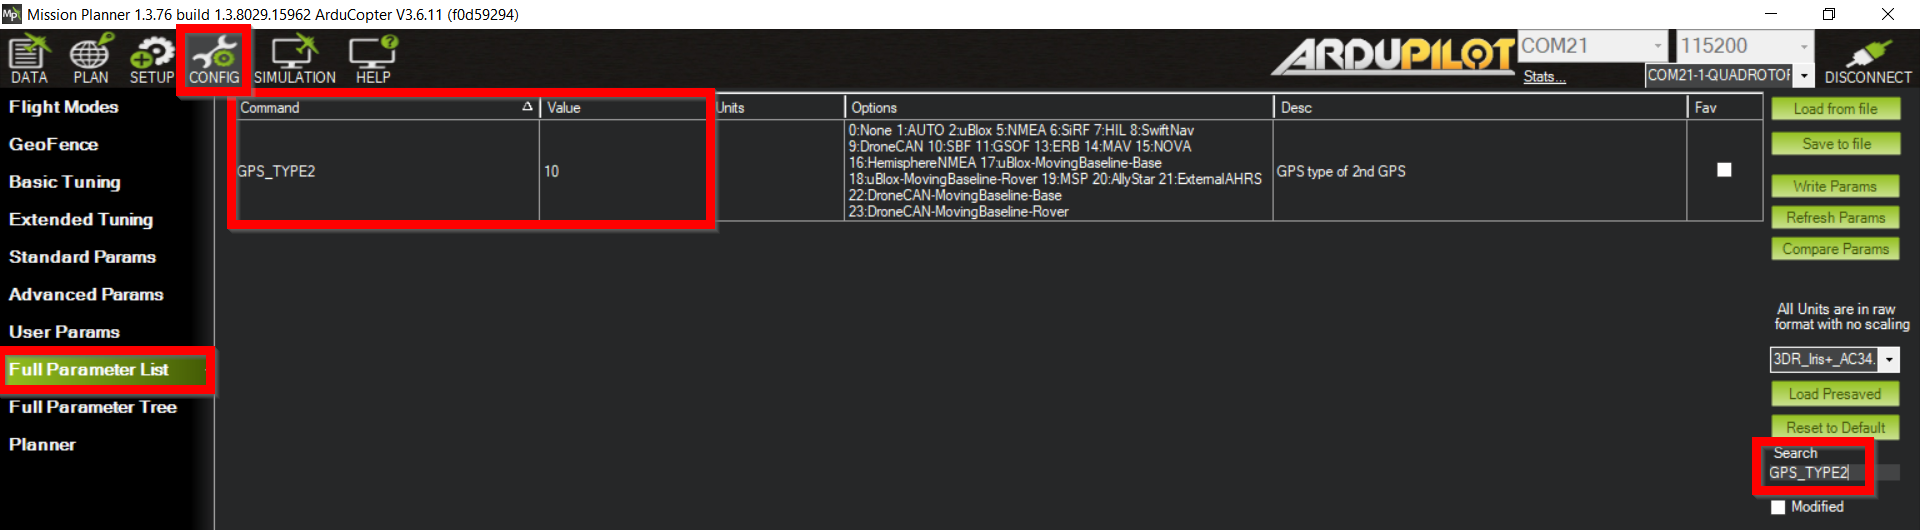 Mission Planner 1.3.76 build 1.3.8029.15962 ArduCopter V3.6.11 (f0d59294)
DATA PLAN SETUP CONFIG SIMULATION HELP
ARDUPILOT
COM21 115200
Stats... COM21-1-QUADROTOR DISCONNECT
Flight Modes
GeoFence
Basic Tuning
Extended Tuning
Standard Params
Advanced Params
User Params
Full Parameter List
Full Parameter Tree
Planner
Command Value Units Options Desc Fav
GPS_TYPE2 10
0:None 1:AUTO 2:uBlox 5:NMEA 6:SiRF 7:HIL 8:SwiftNav
9:DroneCAN 10:SBF 11:GSOF 13:ERB 14:MAV 15:NOVA
16:HemisphereNMEA 17:uBlox-MovingBaseline-Base
18:uBlox-MovingBaseline-Rover 19:MSP 20:AllyStar 21:ExternalAHRS
22:DroneCAN-MovingBaseline-Base
23:DroneCAN-MovingBaseline-Rover
GPS type of 2nd GPS
Load from file
Save to file
Write Params
Refresh Params
Compare Params
All Units are in raw
format with no scaling
3DR_Iris+_AC34.
Load Presaved
Reset to Default
Search
GPS_TYPE2
Modified